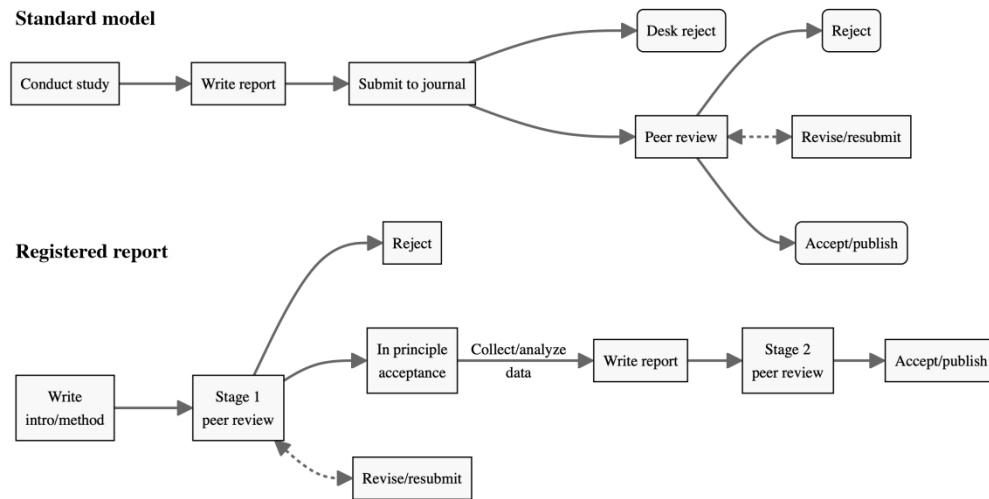 Standard model
Desk reject
Reject
Conduct study
Write report
Submit to journal
Peer review
Revise/resubmit
Accept/publish
Registered report
Reject
In principle
acceptance
Collect/analyze
data
Write report
Stage 2
peer review
Accept/publish
Write
intro/method
Stage 1
peer review
Revise/resubmit